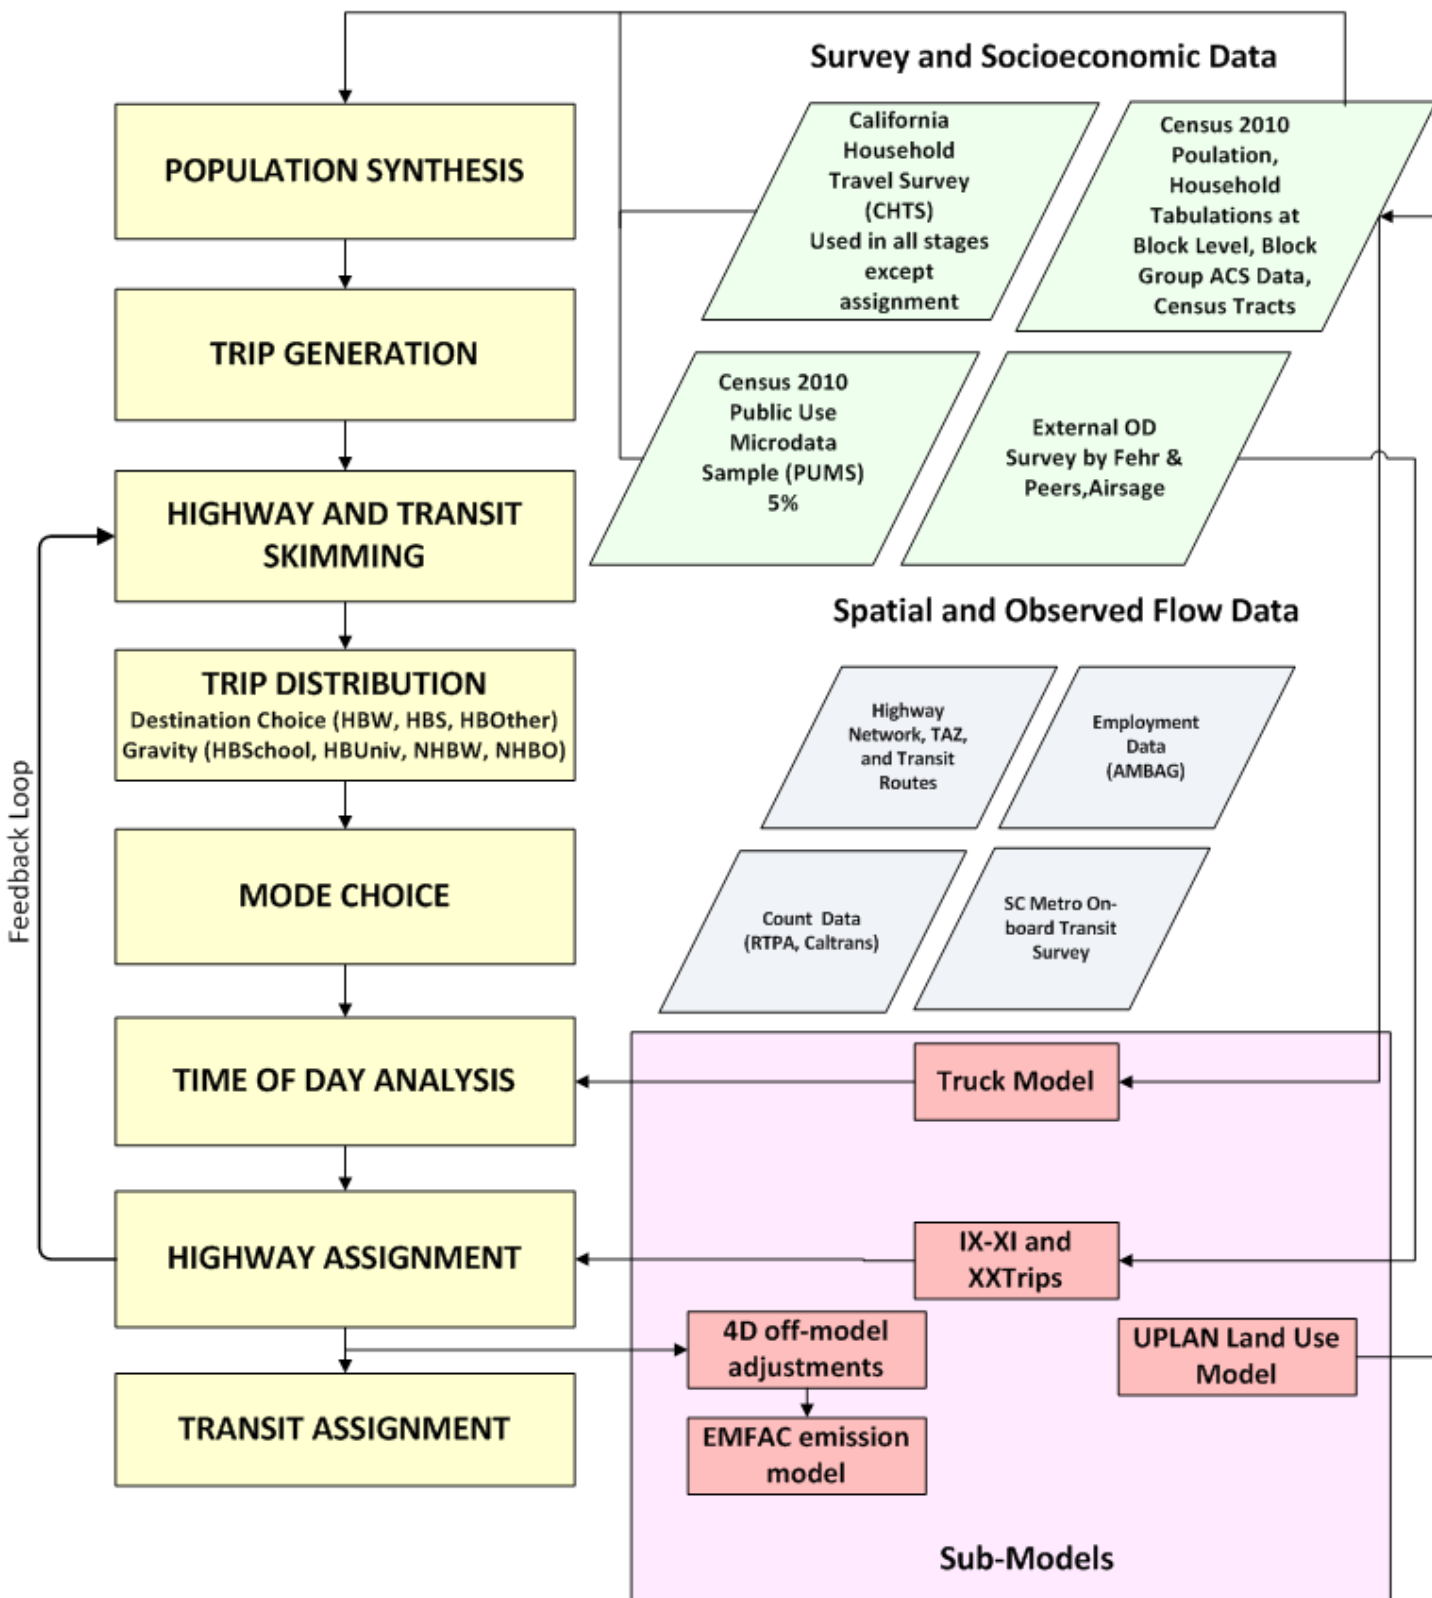 Survey and Socioeconomic Data
POPULATION SYNTHESIS
California
Household
Travel Survey
(CHTS)
Used in all stages
except
assignment
Census 2010
Poulation,
Household
Tabulations at
Block Level, Block
Group ACS Data,
Census Tracts
TRIP GENERATION
Census 2010
Public Use
Microdata
Sample (PUMS)
5%
External OD
Survey by Fehr &
Peers,Airsage
HIGHWAY AND TRANSIT
SKIMMING
Spatial and Observed Flow Data
TRIP DISTRIBUTION
Destination Choice (HBW, HBS, HBOther)
Gravity (HBSchool, HBUniv, NHBW, NHBO)
Highway
Network, TAZ,
and Transit
Routes
Employment
Data
(AMBAG)
Feedback Loop
MODE CHOICE
Count Data
(RTPA, Caltrans)
SC Metro On-
board Transit
Survey
TIME OF DAY ANALYSIS
Truck Model
HIGHWAY ASSIGNMENT
IX-XI and
XXTrips
4D off-model
adjustments
UPLAN Land Use
Model
TRANSIT ASSIGNMENT
EMFAC emission
model
Sub-Models